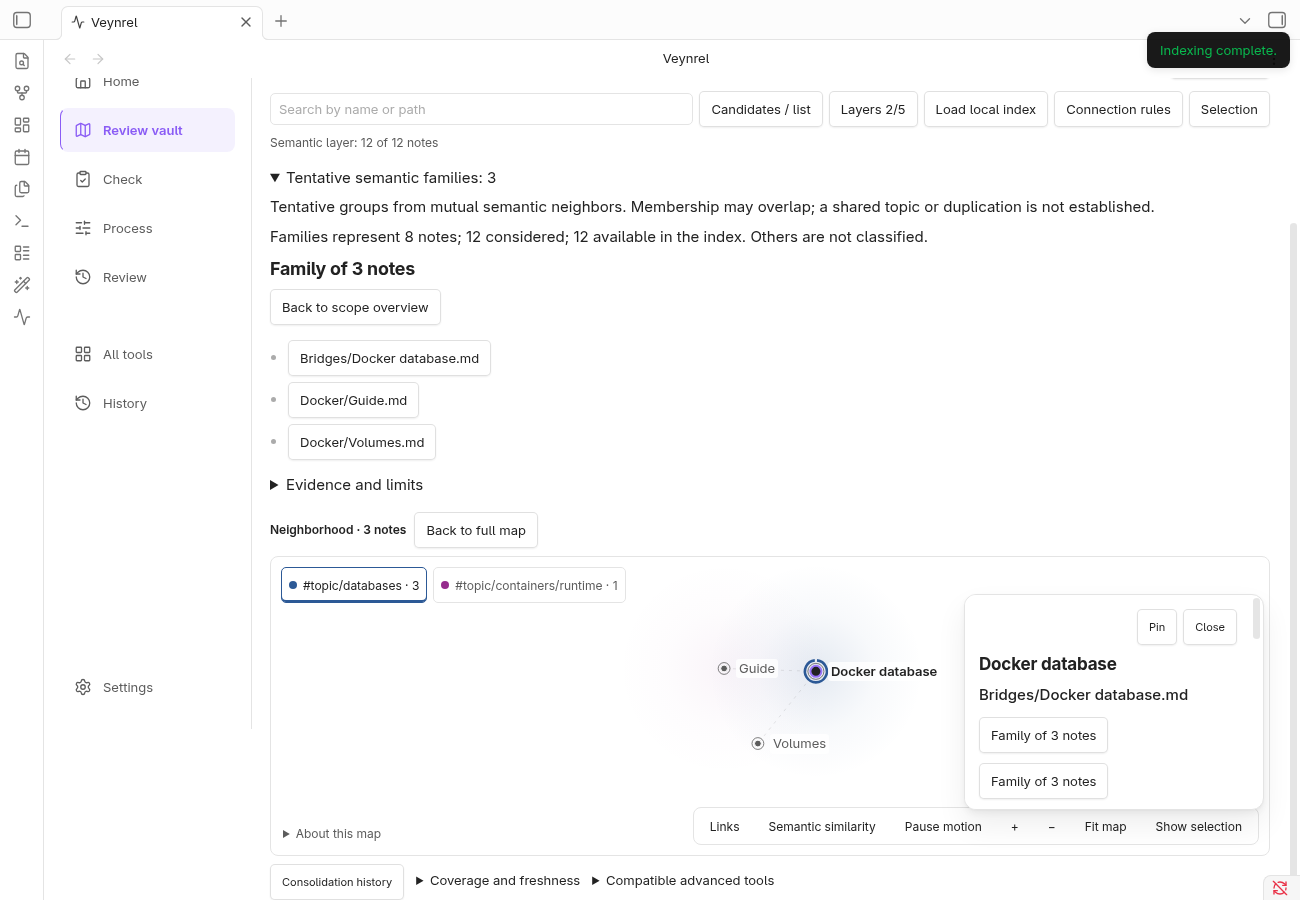 Veynrel
Veynrel
Indexing complete.
Home
Review vault
Check
Process
Review
All tools
History
Settings
Search by name or path
Candidates / list
Layers 2/5
Load local index
Connection rules
Selection
Semantic layer: 12 of 12 notes
Tentative semantic families: 3
Tentative groups from mutual semantic neighbors. Membership may overlap; a shared topic or duplication is not established.
Families represent 8 notes; 12 considered; 12 available in the index. Others are not classified.
Family of 3 notes
Back to scope overview
Bridges/Docker database.md
Docker/Guide.md
Docker/Volumes.md
Evidence and limits
Neighborhood · 3 notes
Back to full map
#topic/databases · 3
#topic/containers/runtime · 1
Guide
Docker database
Volumes
Pin
Close
Docker database
Bridges/Docker database.md
Family of 3 notes
Family of 3 notes
About this map
Links
Semantic similarity
Pause motion
+
−
Fit map
Show selection
Consolidation history
Coverage and freshness
Compatible advanced tools